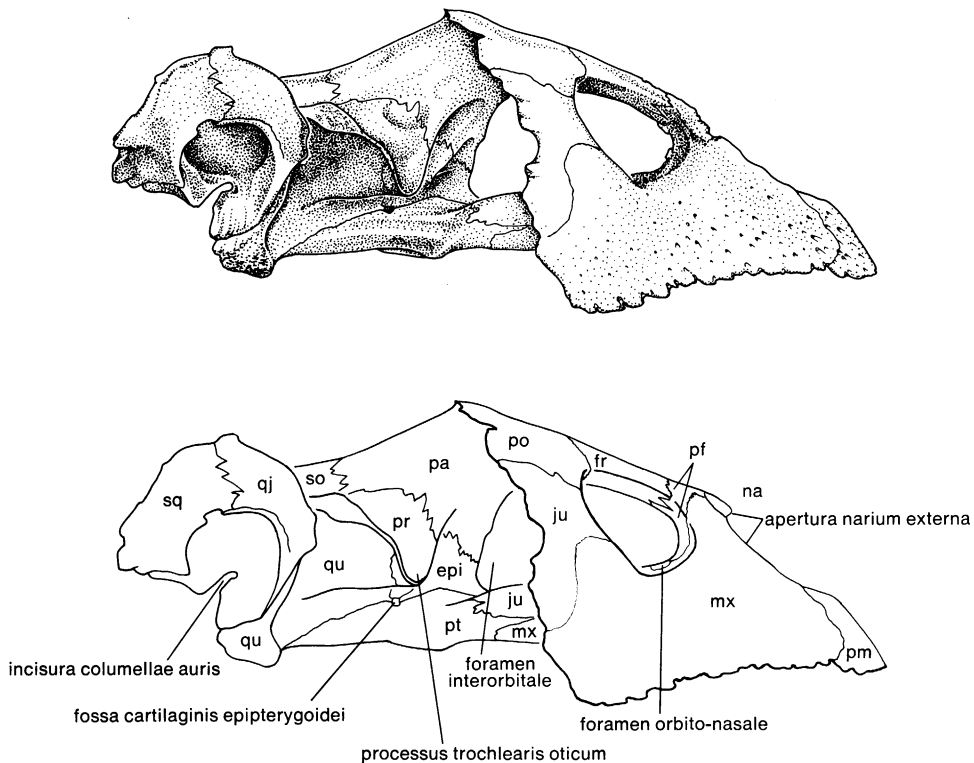 po
fr
pf
pa
na
qj
so
sq
ju
apertura narium externa
pr
qu
epi
ju
mx
pt
mx
qu
pm
incisura columellae auris
foramen
interorbitale
fossa cartilaginis epipterygoidei
foramen orbito-nasale
processus trochlearis oticum